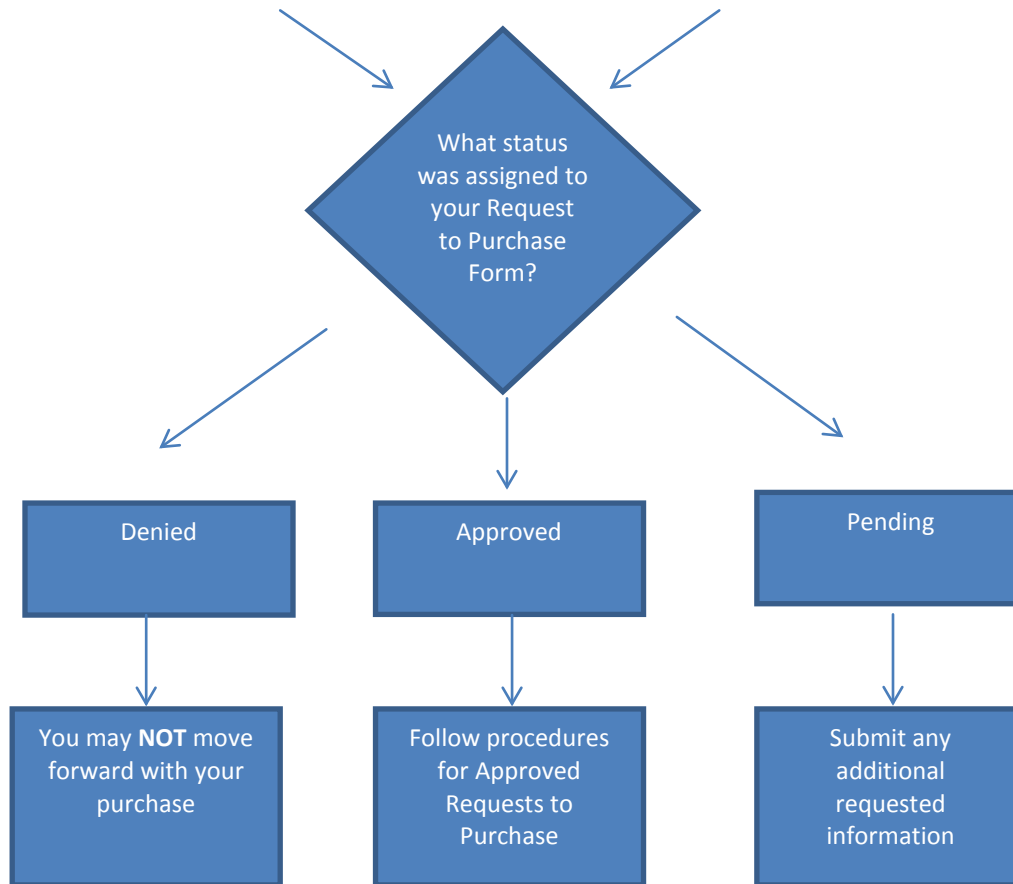 What status
was assigned to
your Request
to Purchase
Form?
Denied
Approved
Pending
You may NOT move
forward with your
purchase
Follow procedures
for Approved
Requests to
Purchase
Submit any
additional
requested
information